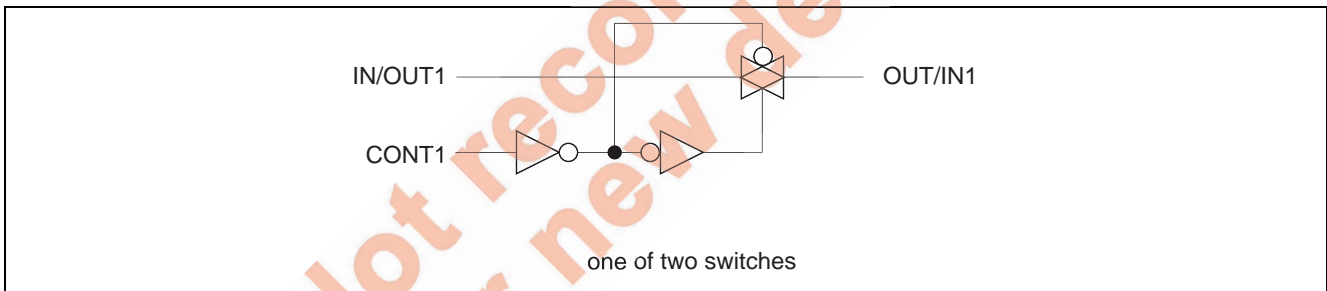 IN/OUT1
OUT/IN1
CONT1
one of two switches